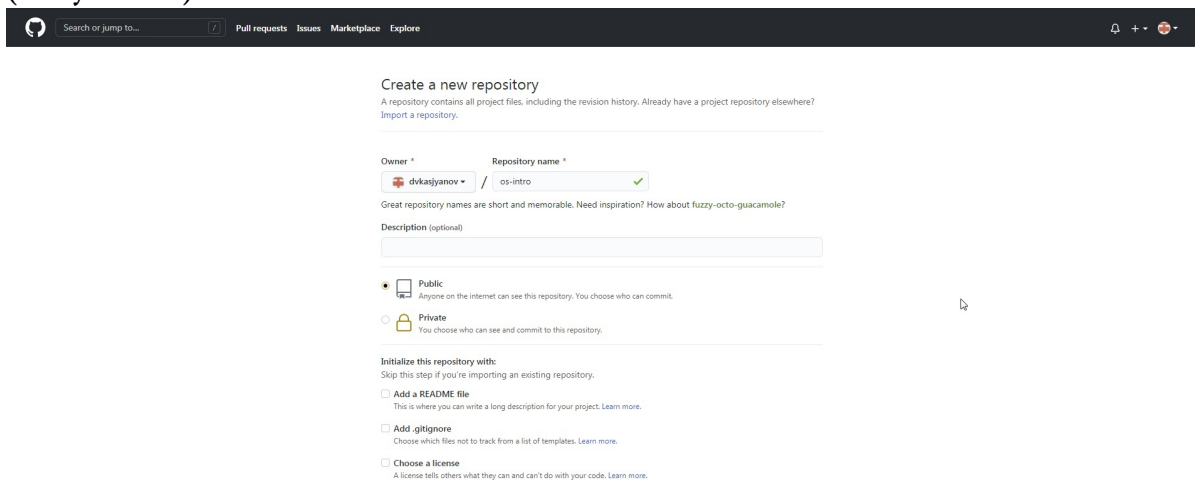 Search or jump to... /
Pull requests Issues Marketplace Explore
Create a new repository
A repository contains all project files, including the revision history. Already have a project repository elsewhere?
Import a repository.
Owner * Repository name *
dvkasjyanov / os-intro
Great repository names are short and memorable. Need inspiration? How about fuzzy-octo-guacamole?
Description (optional)
Public
Anyone on the internet can see this repository. You choose who can commit.
Private
You choose who can see and commit to this repository.
Initialize this repository with:
Skip this step if you're importing an existing repository.
Add a README file
This is where you can write a long description for your project. Learn more.
Add .gitignore
Choose which files not to track from a list of templates. Learn more.
Choose a license
A license tells others what they can and can't do with your code. Learn more.